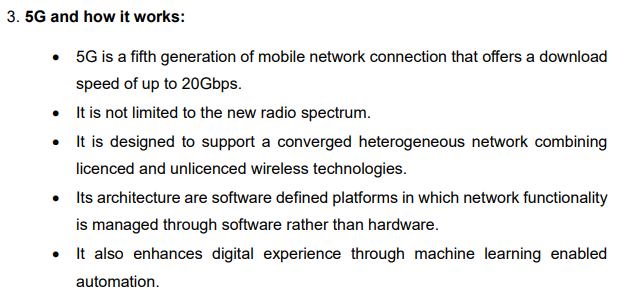 3. 5G and how it works:
• 5G is a fifth generation of mobile network connection that offers a download
speed of up to 20Gbps.
• It is not limited to the new radio spectrum.
• It is designed to support a converged heterogeneous network combining
licenced and unlicenced wireless technologies.
• Its architecture are software defined platforms in which network functionality
is managed through software rather than hardware.
• It also enhances digital experience through machine learning enabled
automation.